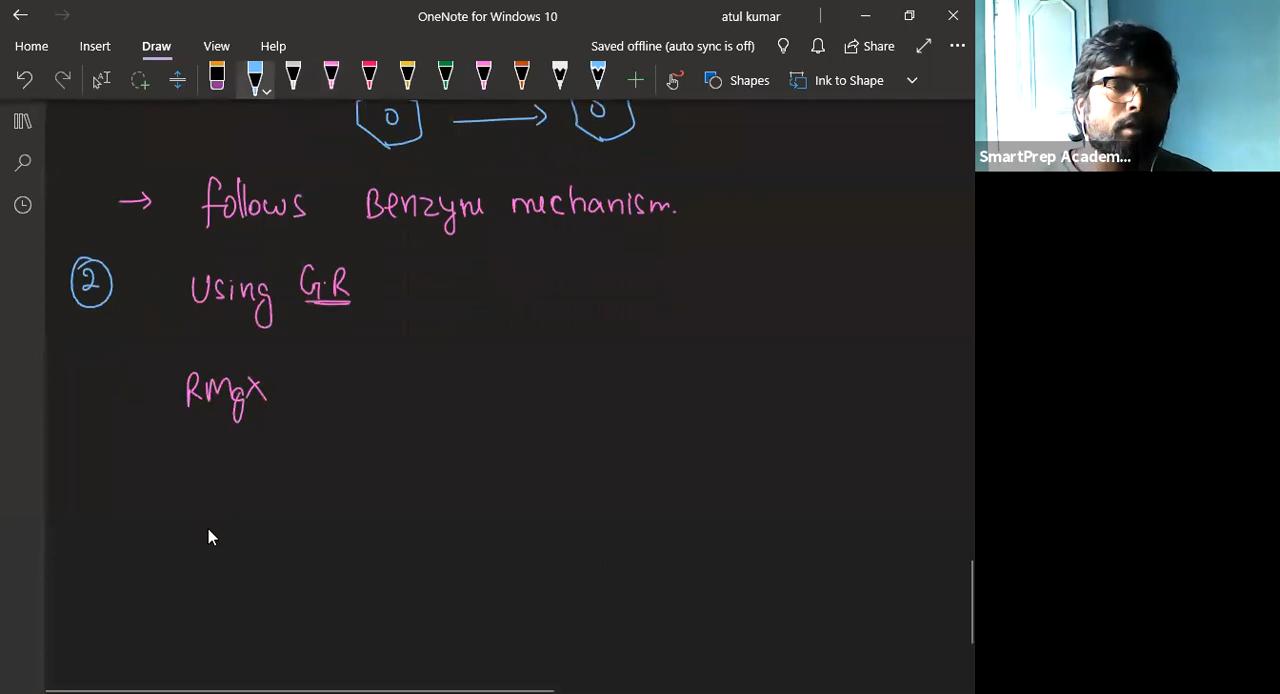 OneNote for Windows 10
atul kumar
Home Insert Draw View Help
Saved offline (auto sync is off)
Share
Shapes
Ink to Shape
SmartPrep Academ...
→ follows Benzyne mechanism.
② Using G.R
RMgX